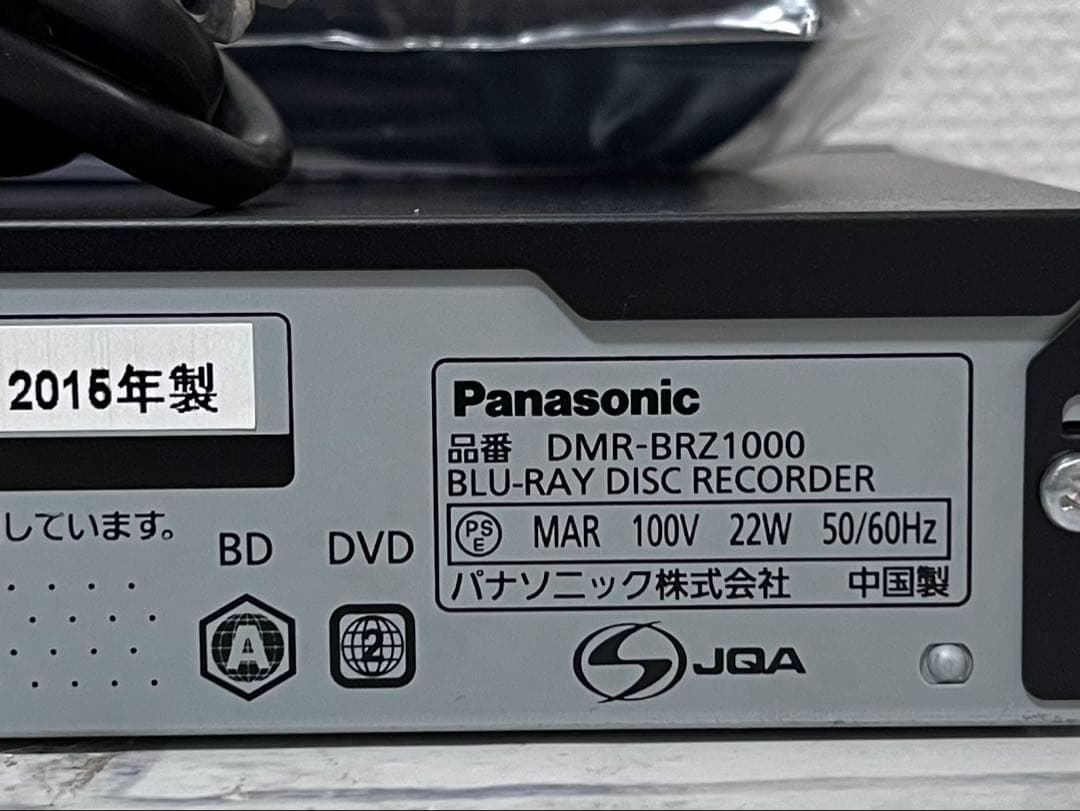 2015年製
しています。
BD DVD
A
2
Panasonic
品番 DMR-BRZ1000
BLU-RAY DISC RECORDER
PSE MAR 100V 22W 50/60Hz
パナソニック株式会社 中国製
JQA